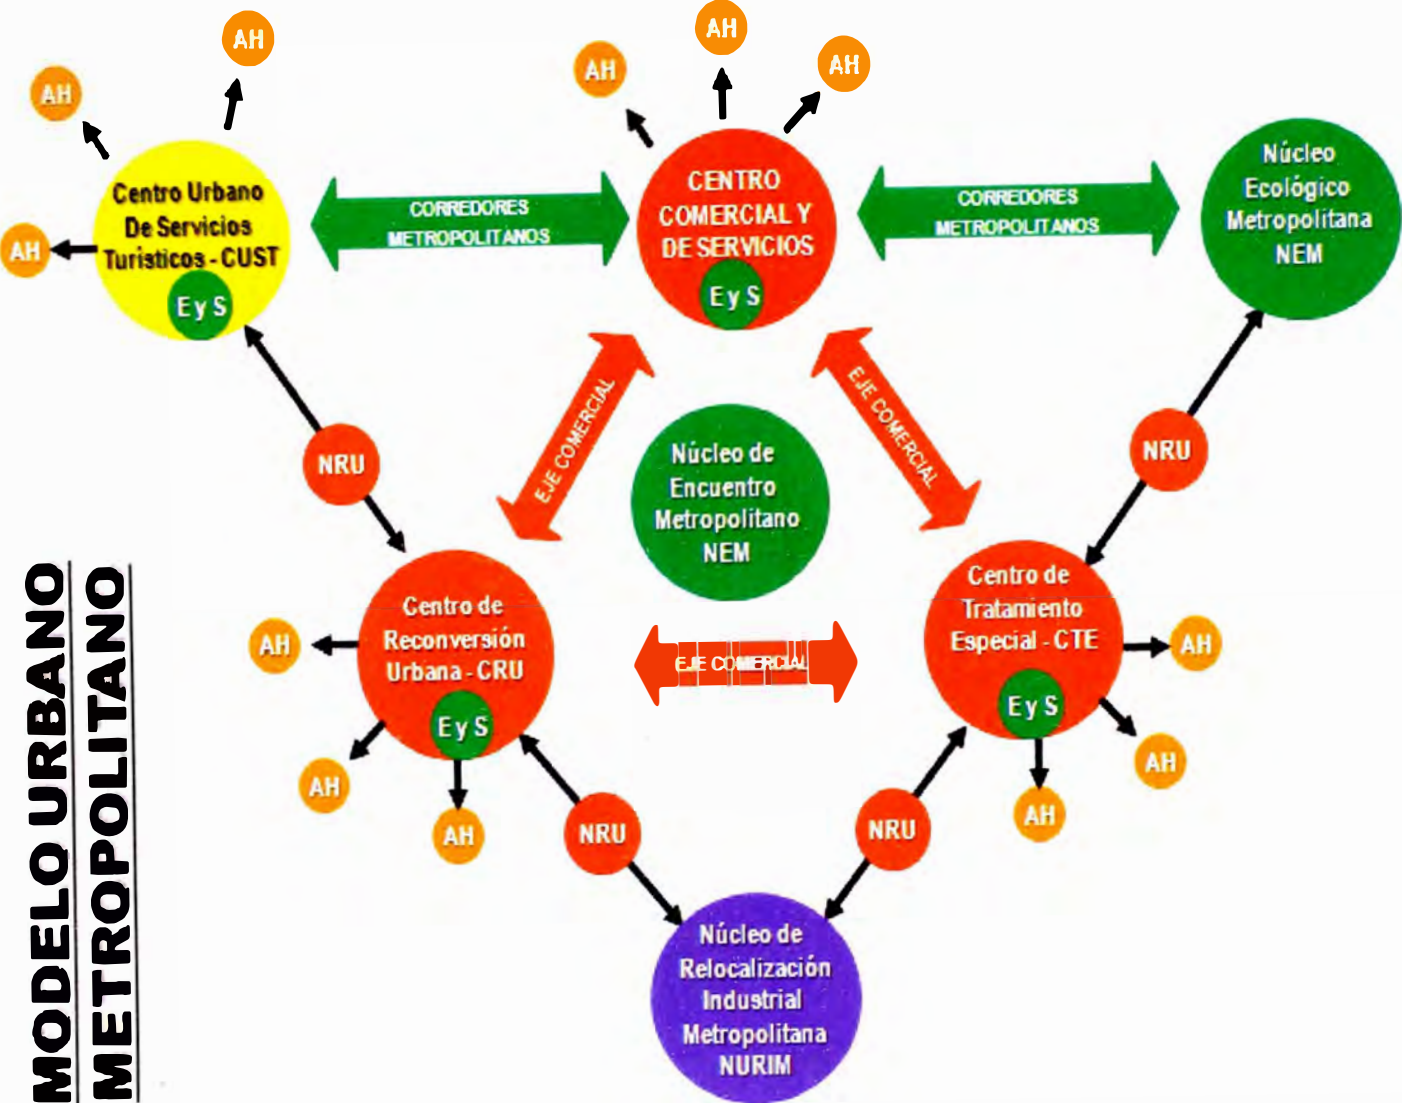 AH
AH
AH
AH
AH
AH
Centro Urbano
De Servicios
Turísticos - CUST
E y S
CORREDORES
METROPOLITANOS
CENTRO
COMERCIAL Y
DE SERVICIOS
E y S
CORREDORES
METROPOLITANOS
Núcleo
Ecológico
Metropolitana
NEM
EJE COMERCIAL
EJE COMERCIAL
NRU
Núcleo de
Encuentro
Metropolitano
NEM
NRU
Centro de
Reconversión
Urbana - CRU
E y S
EJE COMERCIAL
Centro de
Tratamiento
Especial - CTE
E y S
AH
AH
AH
AH
AH
AH
NRU
NRU
Núcleo de
Relocalización
Industrial
Metropolitana
NURIM
MODELO URBANO
METROPOLITANO